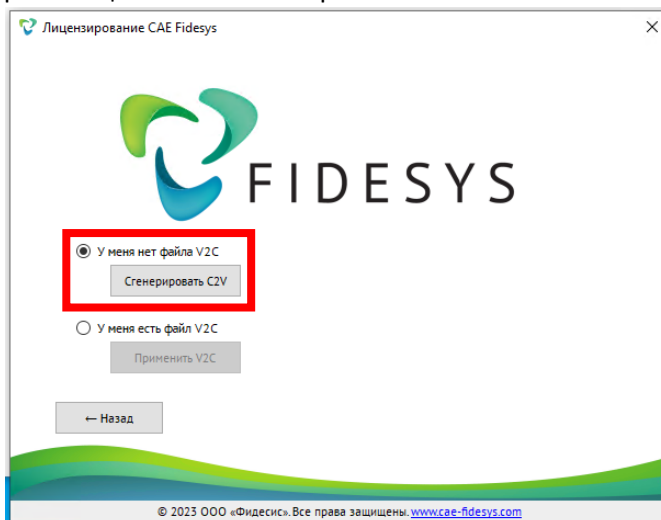 Лицензирование CAE Fidesys
FIDESYS
У меня нет файла V2C
Сгенерировать C2V
У меня есть файл V2C
Применить V2C
← Назад
© 2023 ООО «Фидесис». Все права защищены. www.cae-fidesys.com